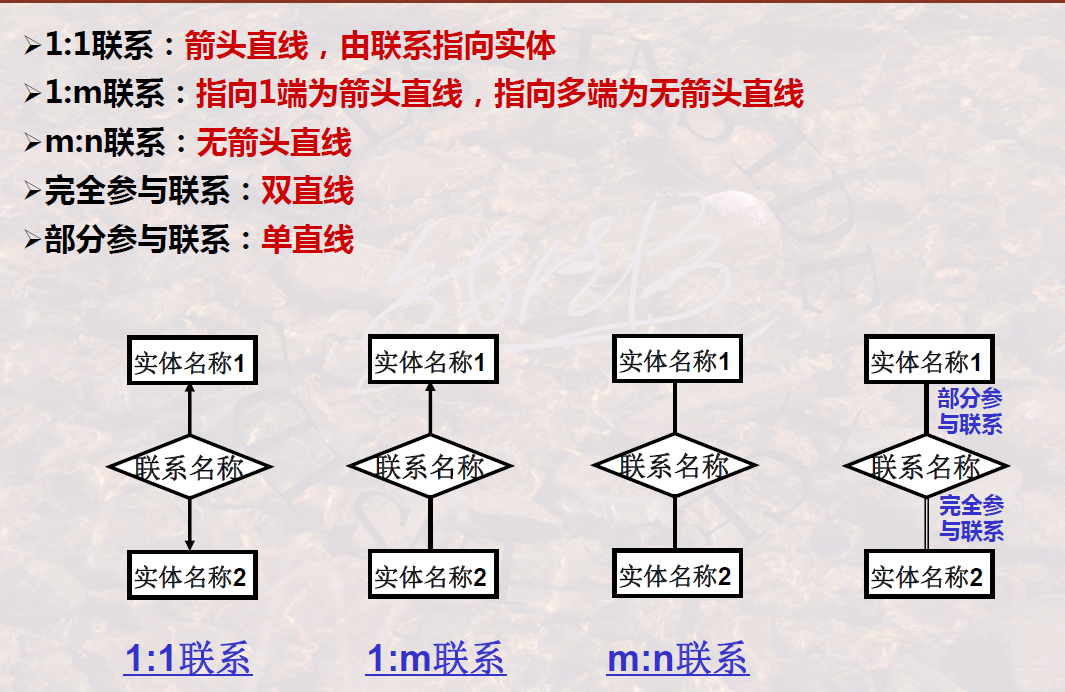 ➢1:1联系：箭头直线，由联系指向实体
➢1:m联系：指向1端为箭头直线，指向多端为无箭头直线
➢m:n联系：无箭头直线
➢完全参与联系：双直线
➢部分参与联系：单直线
实体名称1
实体名称1
实体名称1
实体名称1
部分参
与联系
联系名称
联系名称
联系名称
联系名称
完全参
与联系
实体名称2
实体名称2
实体名称2
实体名称2
1:1联系
1:m联系
m:n联系